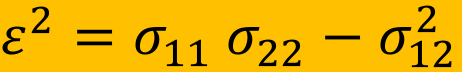 ε² = σ₁₁ σ₂₂ − σ₁₂²